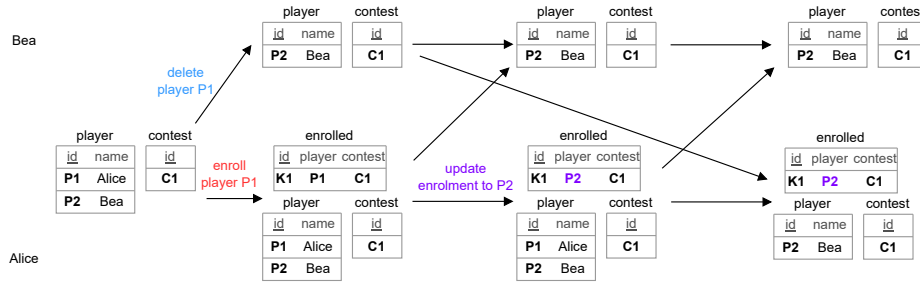 player contest
id name id
P2 Bea C1
player contest
id name id
P2 Bea C1
player contest
id name id
P2 Bea C1
Bea
delete
player P1
player contest
id name id
P1 Alice C1
P2 Bea
enroll
player P1
enrolled
id player contest
K1 P1 C1
player contest
id name id
P1 Alice C1
P2 Bea
update
enrolment to P2
enrolled
id player contest
K1 P2 C1
player contest
id name id
P1 Alice C1
P2 Bea
enrolled
id player contest
K1 P2 C1
player contest
id name id
P2 Bea C1
Alice